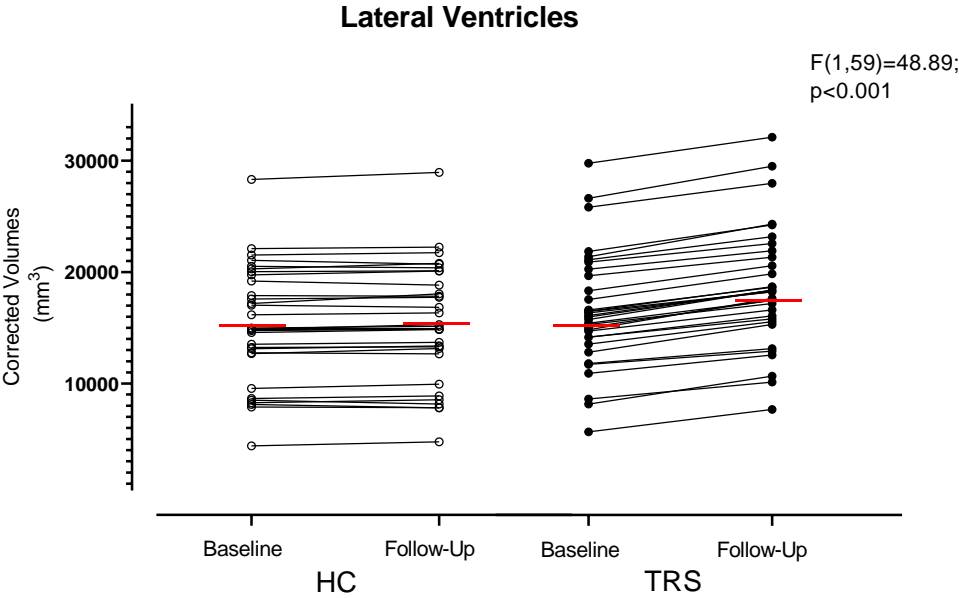 Lateral Ventricles
F(1,59)=48.89;
p<0.001
Corrected Volumes
(mm³)
30000
20000
10000
Baseline
Follow-Up
Baseline
Follow-Up
HC
TRS